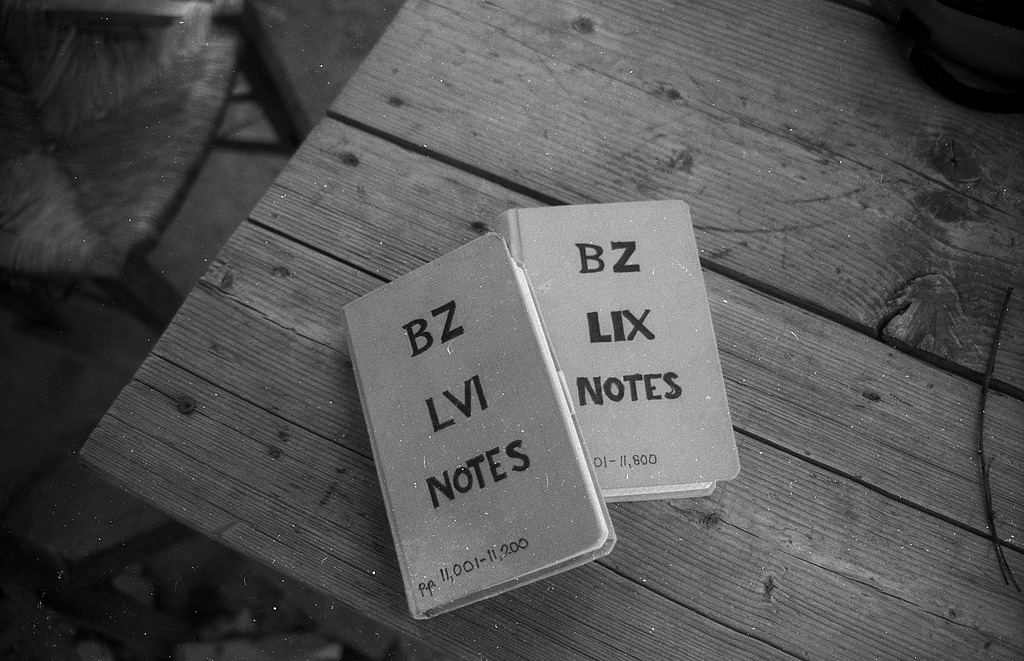 BZ
LVI
NOTES
pp. 11,001-11,200
BZ
LIX
NOTES
01-11,800